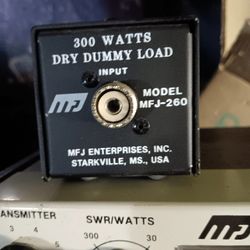 300 WATTS
DRY DUMMY LOAD
INPUT
MFJ
MODEL
MFJ-260
MFJ ENTERPRISES, INC.
STARKVILLE, MS., USA
ANSMITTER
SWR/WATTS
MFJ
3 4 5
300 30